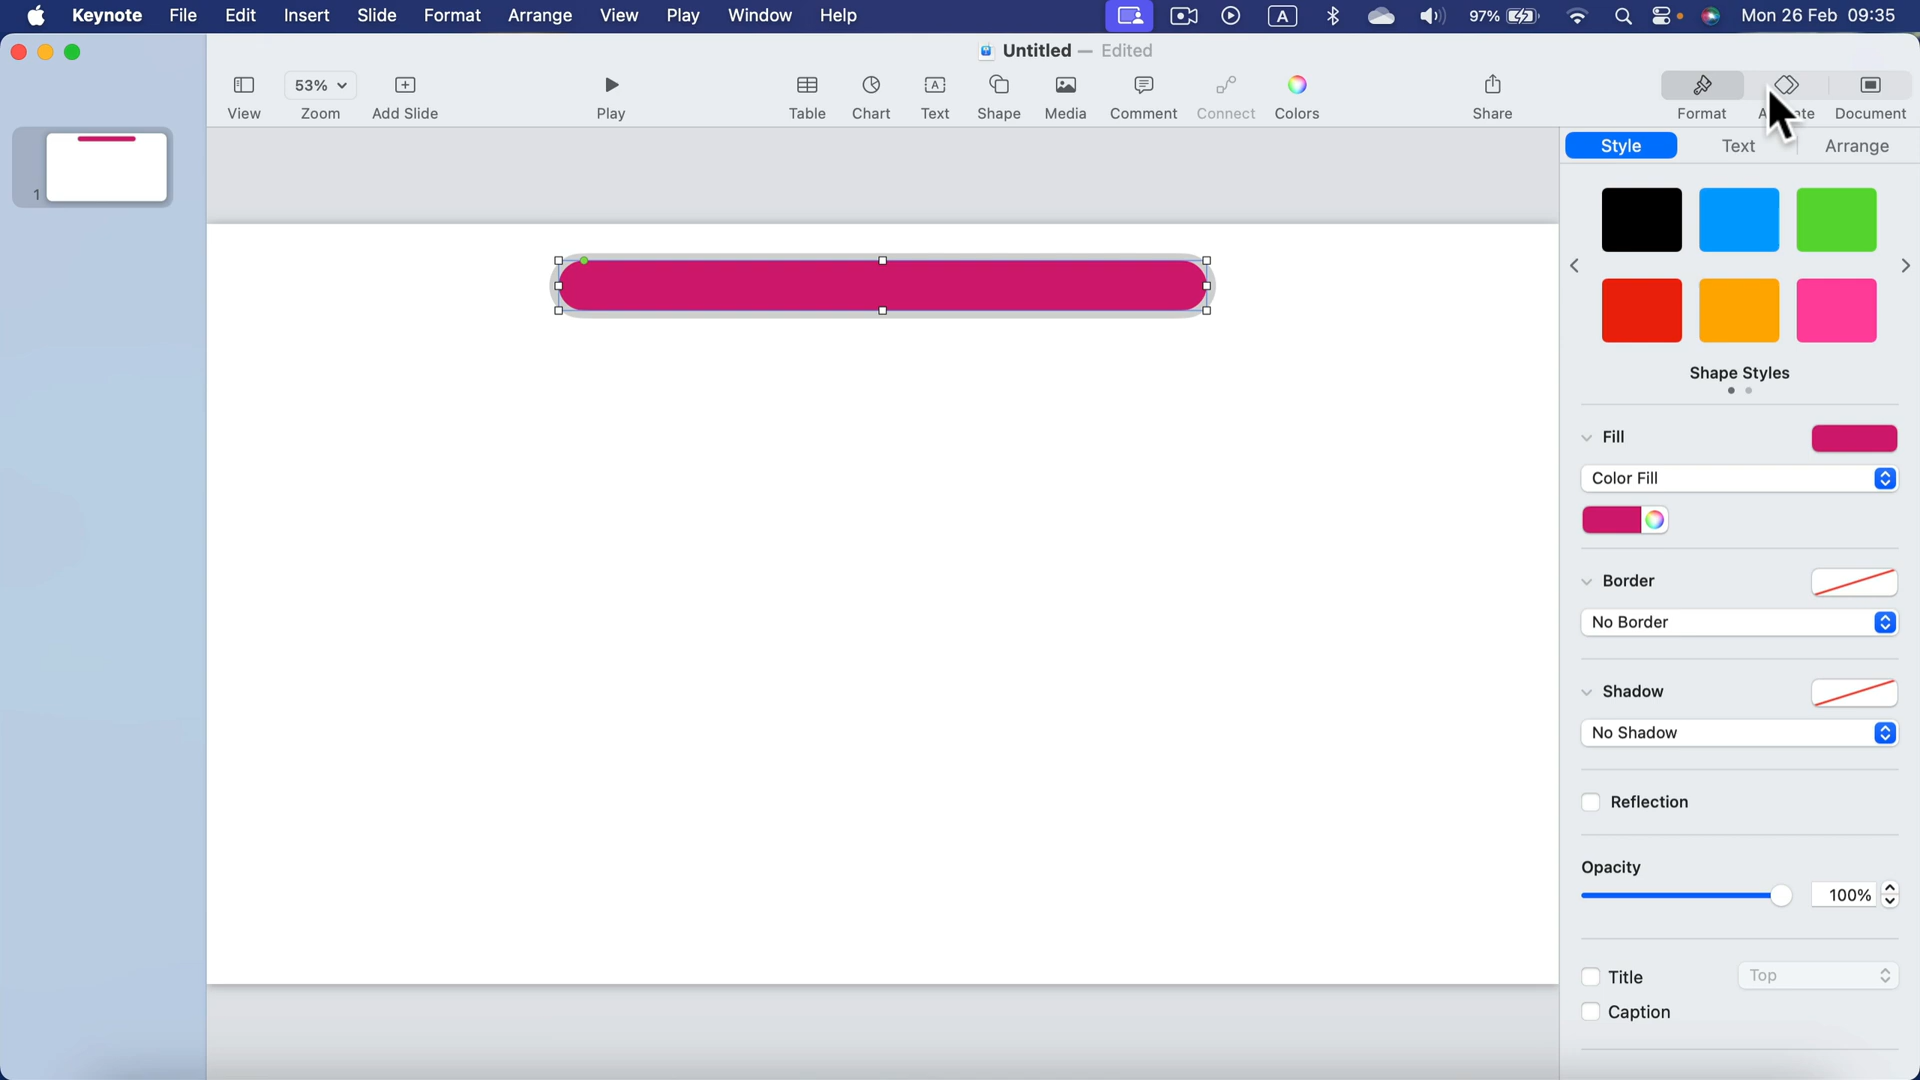 Keynote File Edit Insert Slide Format Arrange View Play Window Help A 97% Mon 26 Feb 09:35
Untitled — Edited
53%
View Zoom Add Slide Play Table Chart Text Shape Media Comment Connect Colors Share Format Document
Style Text Arrange
1
Shape Styles
Fill
Color Fill
Border
No Border
Shadow
No Shadow
Reflection
Opacity
100%
Title Top
Caption